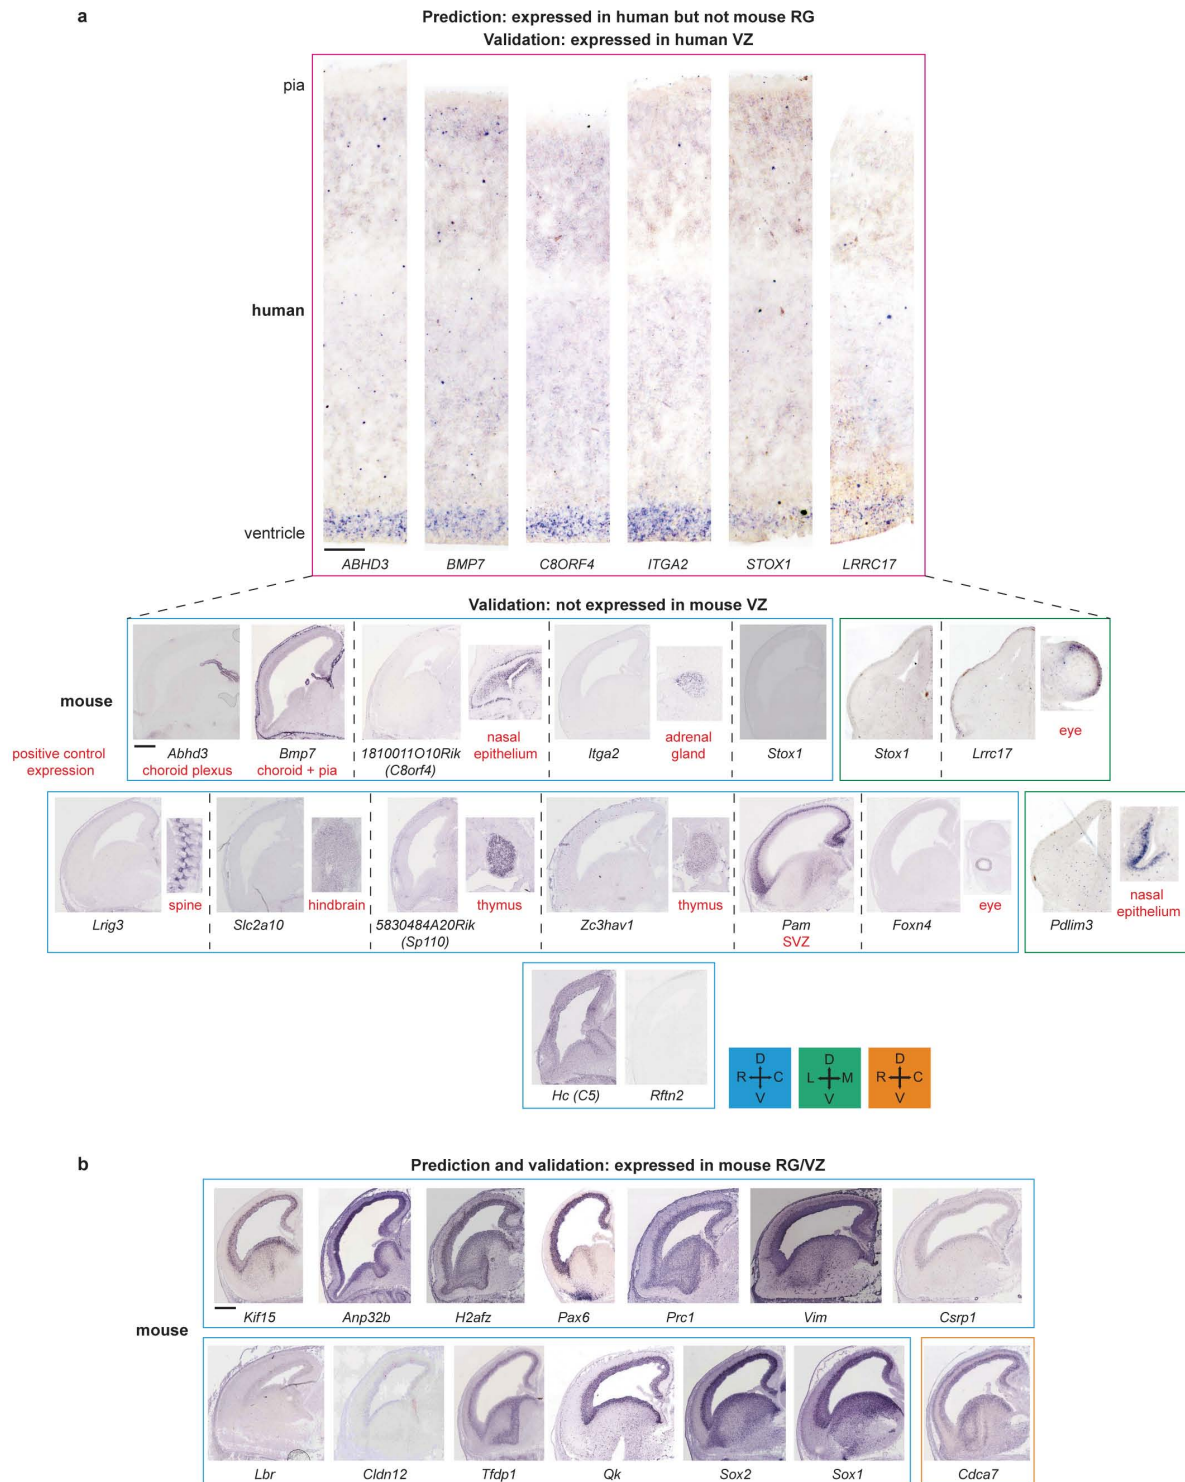 a
Prediction: expressed in human but not mouse RG
Validation: expressed in human VZ
pia
human
ventricle
ABHD3 BMP7 C8ORF4 ITGA2 STOX1 LRRC17
Validation: not expressed in mouse VZ
mouse
positive control expression
Abhd3 Bmp7 1810011O10Rik Itga2 Stox1 Stox1 Lrrc17
(C8orf4)
choroid plexus choroid + pia nasal epithelium adrenal gland eye
spine hindbrain thymus thymus eye nasal epithelium
Lrig3 Slc2a10 5830484A20Rik Zc3hav1 Pam Foxn4 Pdlim3
(Sp110) SVZ
Hc (C5) Rftn2
D R C V
D L M V
D R C V
b
Prediction and validation: expressed in mouse RG/VZ
Kif15 Anp32b H2afz Pax6 Prc1 Vim Csrp1
mouse
Lbr Cldn12 Tfdp1 Qk Sox2 Sox1 Cdca7